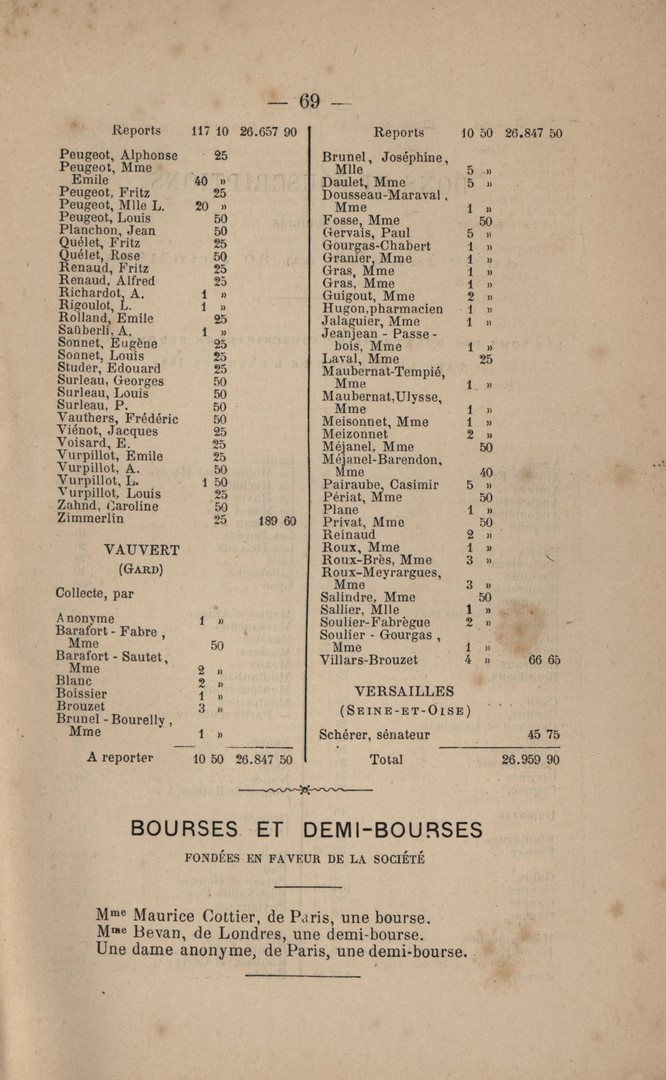 — 69 —
Reports 117 10 26.657 90
Peugeot, Alphonse 25
Peugeot, Mme
Emile 40 »
Peugeot, Fritz 25
Peugeot, Mlle L. 20 »
Peugeot, Louis 50
Planchon, Jean 50
Quélet, Fritz 25
Quélet, Rose 50
Renaud, Fritz 25
Renaud, Alfred 25
Richardot, A. 1 »
Rigoulot, L. 1 »
Rolland, Emile 25
Saüberli, A. 1 »
Sonnet, Eugène 25
Sonnet, Louis 25
Studer, Edouard 25
Surleau, Georges 50
Surleau, Louis 50
Surleau, P. 50
Vauthers, Frédéric 50
Viénot, Jacques 25
Voisard, E. 25
Vurpillot, Emile 25
Vurpillot, A. 50
Vurpillot, L. 1 50
Vurpillot, Louis 25
Zahnd, Caroline 50
Zimmerlin 25 189 60
VAUVERT
(GARD)
Collecte, par
Anonyme 1 »
Barafort - Fabre,
Mme 50
Barafort - Sautet,
Mme 2 »
Blanc 2 »
Boissier 1 »
Brouzet 3 »
Brunel - Bourelly,
Mme 1 »
A reporter 10 50 26.847 50
Reports 10 50 26.847 50
Brunel, Joséphine,
Mlle 5 »
Daulet, Mme 5 »
Dousseau-Maraval,
Mme 1 »
Fosse, Mme 50
Gervais, Paul 5 »
Gourgas-Chabert 1 »
Granier, Mme 1 »
Gras, Mme 1 »
Gras, Mme 1 »
Guigout, Mme 2 »
Hugon,pharmacien 1 »
Jalaguier, Mme 1 »
Jeanjean - Passe -
bois, Mme 1 »
Laval, Mme 25
Maubernat-Tempié,
Mme 1 »
Maubernat,Ulysse,
Mme 1 »
Meisonnet, Mme 1 »
Meizonnet 2 »
Méjanel, Mme 50
Méjanel-Barendon,
Mme 40
Pairaube, Casimir 5 »
Périat, Mme 50
Plane 1 »
Privat, Mme 50
Reinaud 2 »
Roux, Mme 1 »
Roux-Brès, Mme 3 »
Roux-Meyrargues,
Mme 3 »
Salindre, Mme 50
Sallier, Mlle 1 »
Soulier-Fabrègue 2 »
Soulier - Gourgas,
Mme 1 »
Villars-Brouzet 4 » 66 65
VERSAILLES
(SEINE-ET-OISE)
Schérer, sénateur 45 75
Total 26.959 90
BOURSES ET DEMI-BOURSES
FONDÉES EN FAVEUR DE LA SOCIÉTÉ
Mme Maurice Cottier, de Paris, une bourse.
Mme Bevan, de Londres, une demi-bourse.
Une dame anonyme, de Paris, une demi-bourse.